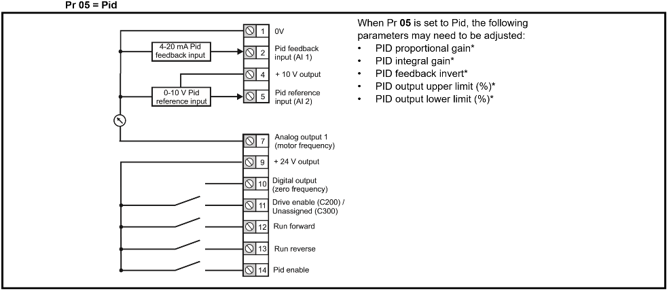 Pr 05 = Pid
1 0V
4-20 mA Pid
feedback input
2 Pid feedback
input (AI 1)
4 + 10 V output
0-10 V Pid
reference input
5 Pid reference
input (AI 2)
7 Analog output 1
(motor frequency)
9 + 24 V output
10 Digital output
(zero frequency)
11 Drive enable (C200) /
Unassigned (C300)
12 Run forward
13 Run reverse
14 Pid enable
When Pr 05 is set to Pid, the following
parameters may need to be adjusted:
• PID proportional gain*
• PID integral gain*
• PID feedback invert*
• PID output upper limit (%)*
• PID output lower limit (%)*